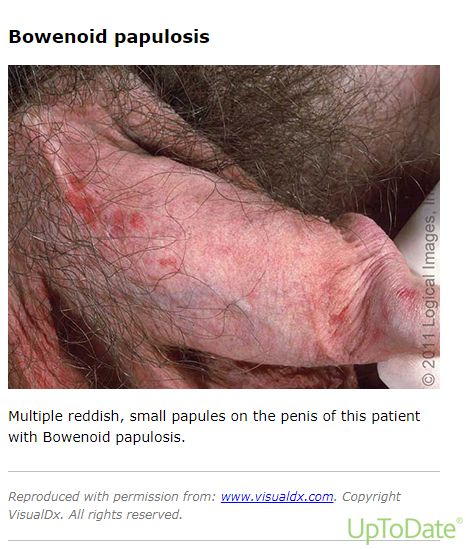 Bowenoid papulosis
© 2011 Logical Images, In
Multiple reddish, small papules on the penis of this patient
with Bowenoid papulosis.
Reproduced with permission from: www.visualdx.com. Copyright
VisualDx. All rights reserved.
UpToDate®